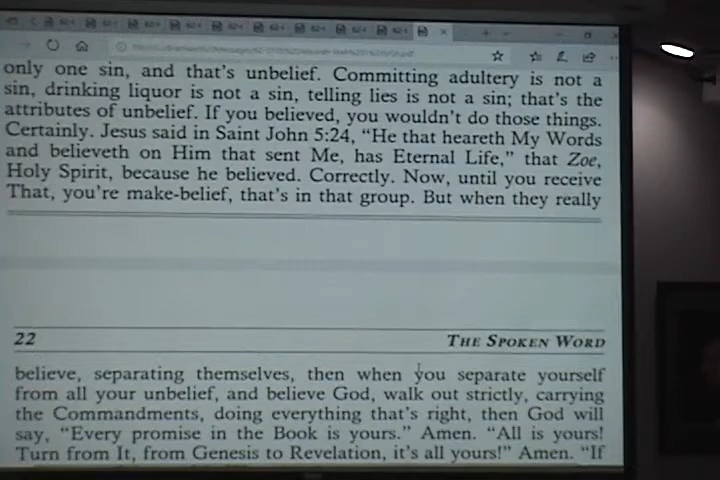 only one sin, and that's unbelief. Committing adultery is not a
sin, drinking liquor is not a sin, telling lies is not a sin; that's the
attributes of unbelief. If you believed, you wouldn't do those things.
Certainly. Jesus said in Saint John 5:24, “He that heareth My Words
and believeth on Him that sent Me, has Eternal Life,” that Zoe,
Holy Spirit, because he believed. Correctly. Now, until you receive
That, you're make-belief, that's in that group. But when they really
22 THE SPOKEN WORD
believe, separating themselves, then when you separate yourself
from all your unbelief, and believe God, walk out strictly, carrying
the Commandments, doing everything that's right, then God will
say, “Every promise in the Book is yours.” Amen. “All is yours!
Turn from It, from Genesis to Revelation, it's all yours!” Amen. “If